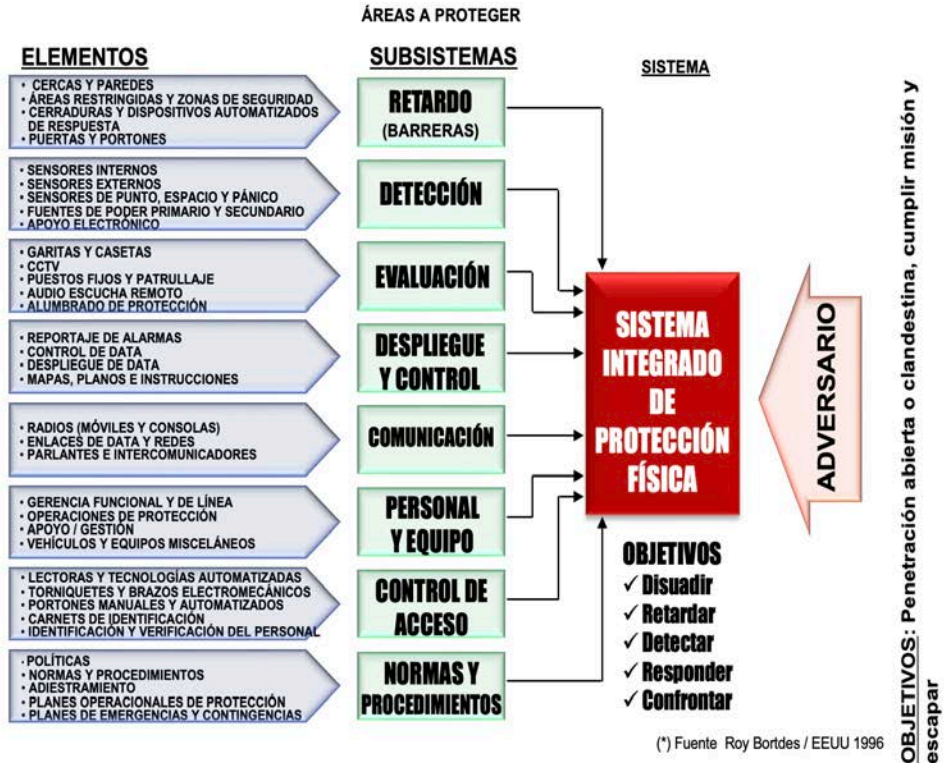 ÁREAS A PROTEGER
ELEMENTOS
SUBSISTEMAS
SISTEMA
• CERCAS Y PAREDES
• ÁREAS RESTRINGIDAS Y ZONAS DE SEGURIDAD
• CERRADURAS Y DISPOSITIVOS AUTOMATIZADOS
DE RESPUESTA
• PUERTAS Y PORTONES
RETARDO
(BARRERAS)
• SENSORES INTERNOS
• SENSORES EXTERNOS
• SENSORES DE PUNTO, ESPACIO Y PÁNICO
• FUENTES DE PODER PRIMARIO Y SECUNDARIO
• APOYO ELECTRÓNICO
DETECCIÓN
• GARITAS Y CASETAS
• CCTV
• PUESTOS FIJOS Y PATRULLAJE
• AUDIO ESCUCHA REMOTO
• ALUMBRADO DE PROTECCIÓN
EVALUACIÓN
• REPORTAJE DE ALARMAS
• CONTROL DE DATA
• DESPLIEGUE DE DATA
• MAPAS, PLANOS E INSTRUCCIONES
DESPLIEGUE
Y CONTROL
• RADIOS (MÓVILES Y CONSOLAS)
• ENLACES DE DATA Y REDES
• PARLANTES E INTERCOMUNICADORES
COMUNICACIÓN
• GERENCIA FUNCIONAL Y DE LÍNEA
• OPERACIONES DE PROTECCIÓN
• APOYO / GESTIÓN
• VEHÍCULOS Y EQUIPOS MISCELÁNEOS
PERSONAL
Y EQUIPO
• LECTORAS Y TECNOLOGÍAS AUTOMATIZADAS
• TORNIQUETES Y BRAZOS ELECTROMECÁNICOS
• PORTONES MANUALES Y AUTOMATIZADOS
• CARNETS DE IDENTIFICACIÓN
• IDENTIFICACIÓN Y VERIFICACIÓN DEL PERSONAL
CONTROL DE
ACCESO
• POLÍTICAS
• NORMAS Y PROCEDIMIENTOS
• ADIESTRAMIENTO
• PLANES OPERACIONALES DE PROTECCIÓN
• PLANES DE EMERGENCIAS Y CONTINGENCIAS
NORMAS Y
PROCEDIMIENTOS
SISTEMA
INTEGRADO
DE
PROTECCIÓN
FÍSICA
OBJETIVOS
✓ Disuadir
✓ Retardar
✓ Detectar
✓ Responder
✓ Confrontar
ADVERSARIO
OBJETIVOS: Penetración abierta o clandestina, cumplir misión y
escapar
(*) Fuente Roy Bortdes / EEUU 1996